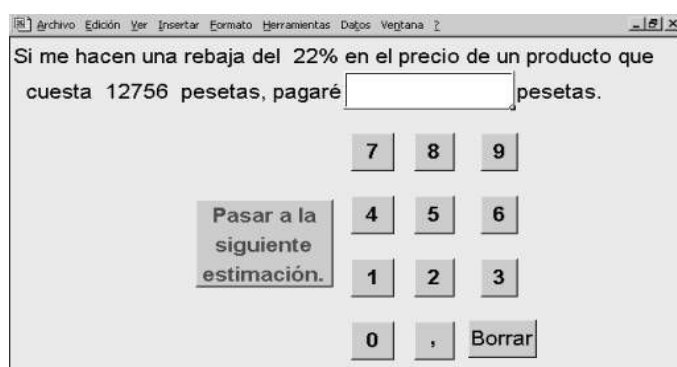 Archivo Edición Ver Insertar Formato Herramientas Datos Ventana ?
Si me hacen una rebaja del 22% en el precio de un producto que
cuesta 12756 pesetas, pagaré pesetas.
7 8 9
Pasar a la
siguiente
estimación.
4 5 6
1 2 3
0 , Borrar